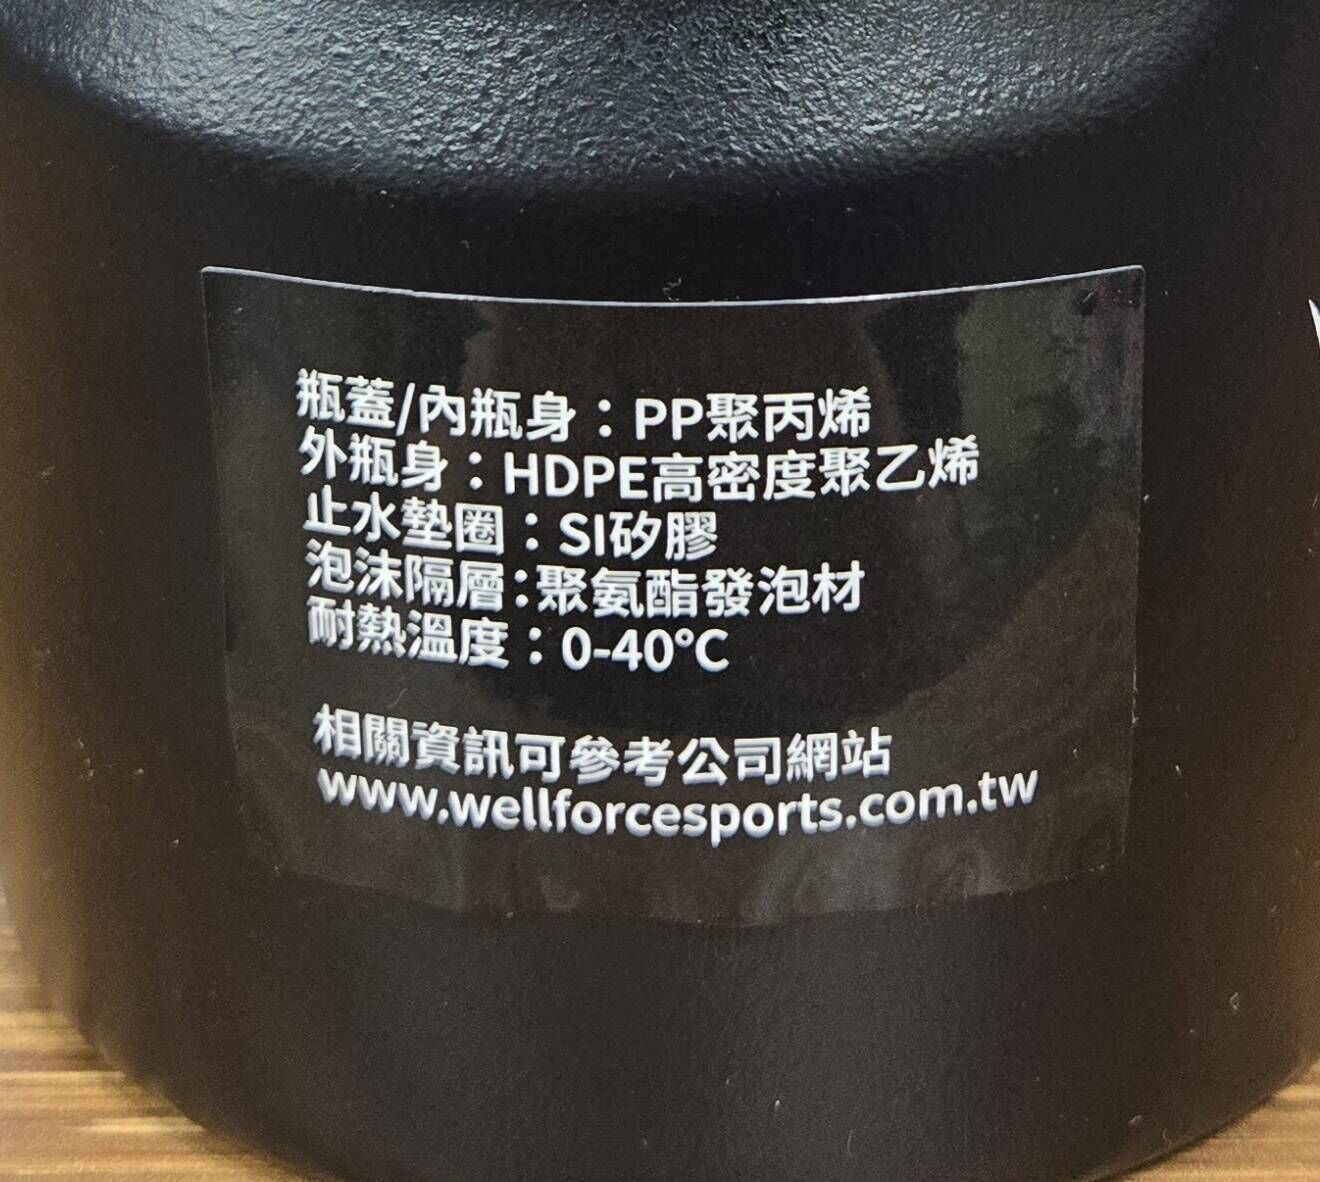 瓶蓋/內瓶身：PP聚丙烯
外瓶身：HDPE高密度聚乙烯
止水墊圈：SI矽膠
泡沫隔層:聚氨酯發泡材
耐熱溫度：0-40°C
相關資訊可參考公司網站
www.wellforcesports.com.tw